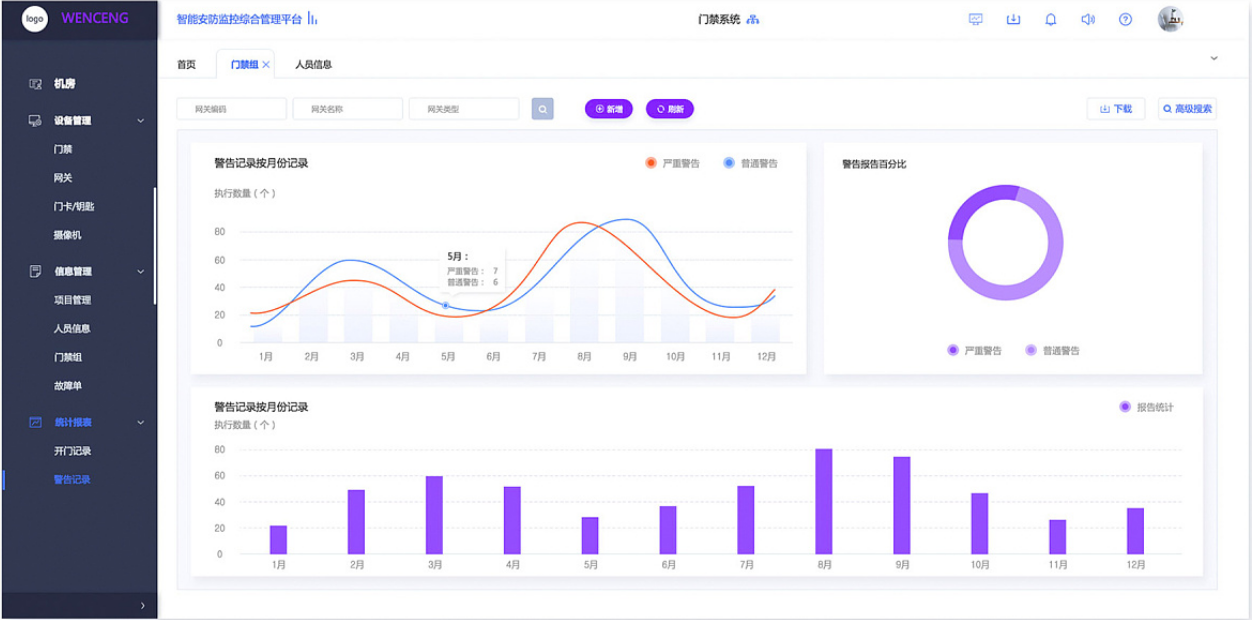 logo WENCENG
机房
设备管理
门禁
网关
门卡/钥匙
摄像机
信息管理
项目管理
人员信息
门禁组
故障单
统计报表
开门记录
警告记录
智能安防监控综合管理平台
门禁系统
首页 门禁组 人员信息
网关编码 网关名称 网关类型 新增 刷新 下载 高级搜索
警告记录按月份记录 严重警告 普通警告
执行数量(个)
80
60
40
20
0
5月:
严重警告: 7
普通警告: 6
1月 2月 3月 4月 5月 6月 7月 8月 9月 10月 11月 12月
警告报告百分比
严重警告 普通警告
警告记录按月份记录 报告统计
执行数量(个)
80
60
40
20
0
1月 2月 3月 4月 5月 6月 7月 8月 9月 10月 11月 12月